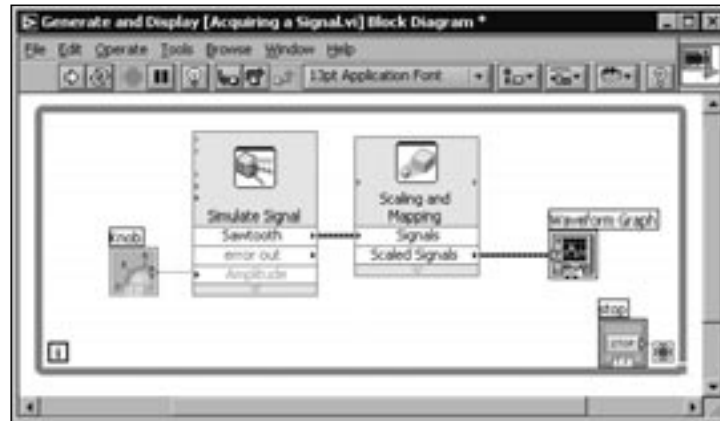 Generate and Display [Acquiring a Signal.vi] Block Diagram *
File Edit Operate Tools Browse Window Help
13pt Application Font
Simulate Signal
Sawtooth
error out
Amplitude
Scaling and
Mapping
Signals
Scaled Signals
Knob
Waveform Graph
stop
STOP
i